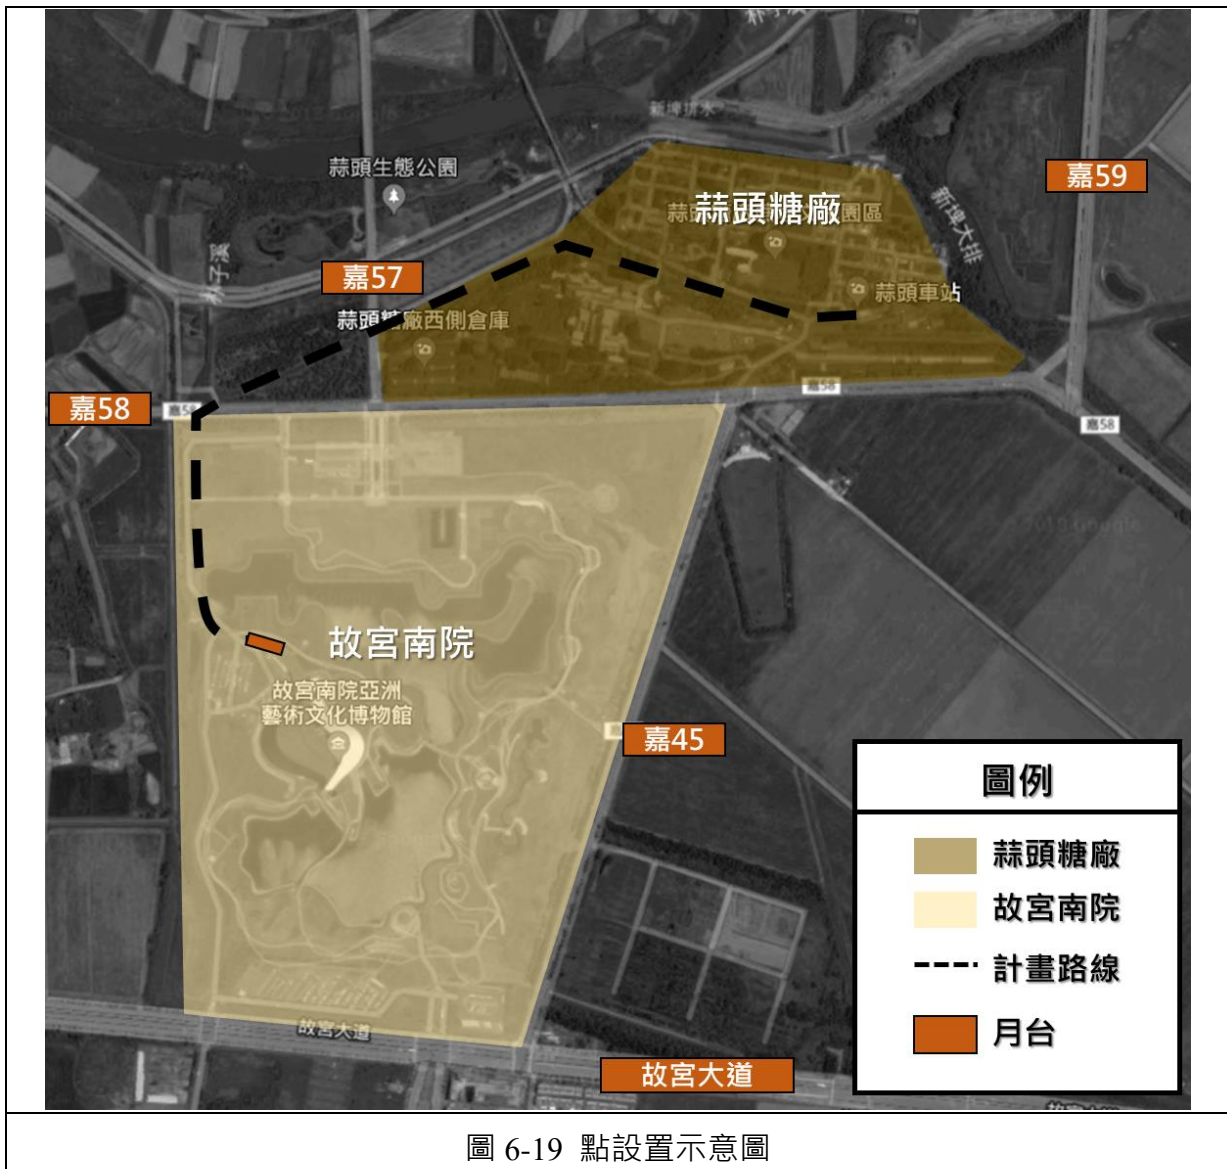 新埤排水
蒜頭生態公園
嘉59
蒜頭糖廠
園區
新埤大排
嘉57
蒜頭車站
蒜頭糖廠西側倉庫
嘉58
嘉58
嘉58
嘉58
故宮南院
故宮南院亞洲
藝術文化博物館
嘉45
圖例
蒜頭糖廠
故宮南院
計畫路線
月台
故宮大道
故宮大道
圖 6-19 點設置示意圖